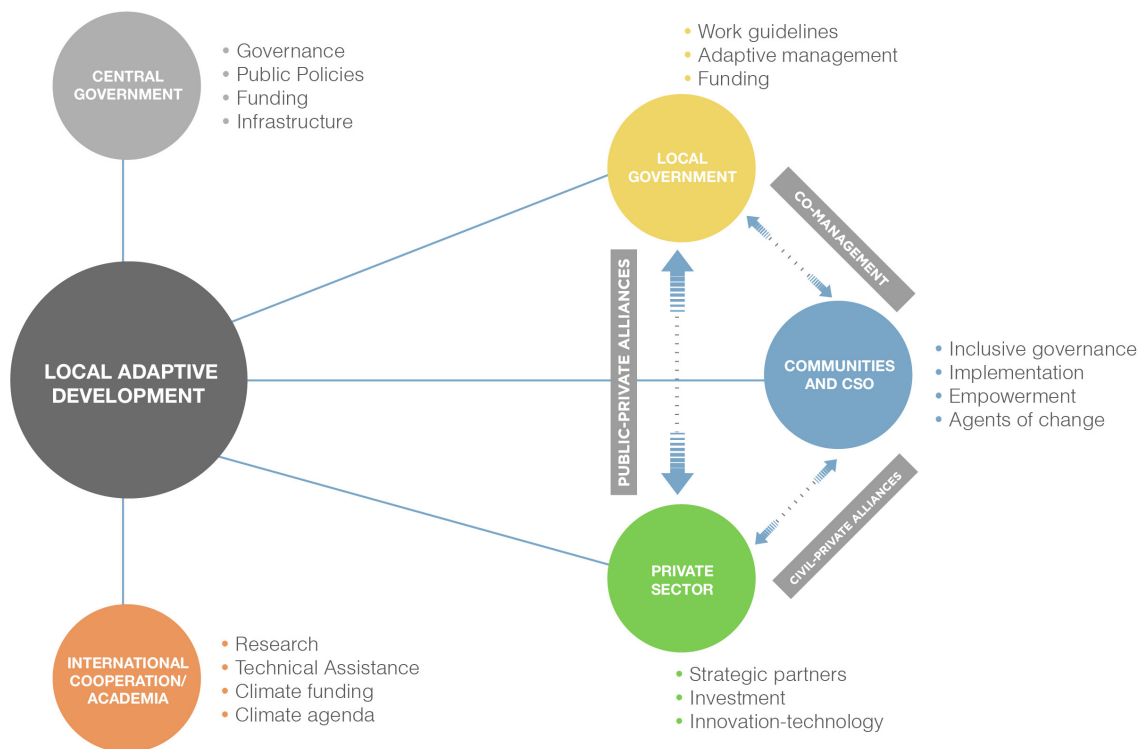 CENTRAL
GOVERNMENT
• Governance
• Public Policies
• Funding
• Infrastructure
• Work guidelines
• Adaptive management
• Funding
LOCAL
GOVERNMENT
CO-MANAGEMENT
PUBLIC-PRIVATE ALLIANCES
LOCAL ADAPTIVE
DEVELOPMENT
COMMUNITIES
AND CSO
• Inclusive governance
• Implementation
• Empowerment
• Agents of change
CIVIL-PRIVATE ALLIANCES
PRIVATE
SECTOR
• Strategic partners
• Investment
• Innovation-technology
INTERNATIONAL
COOPERATION/
ACADEMIA
• Research
• Technical Assistance
• Climate funding
• Climate agenda